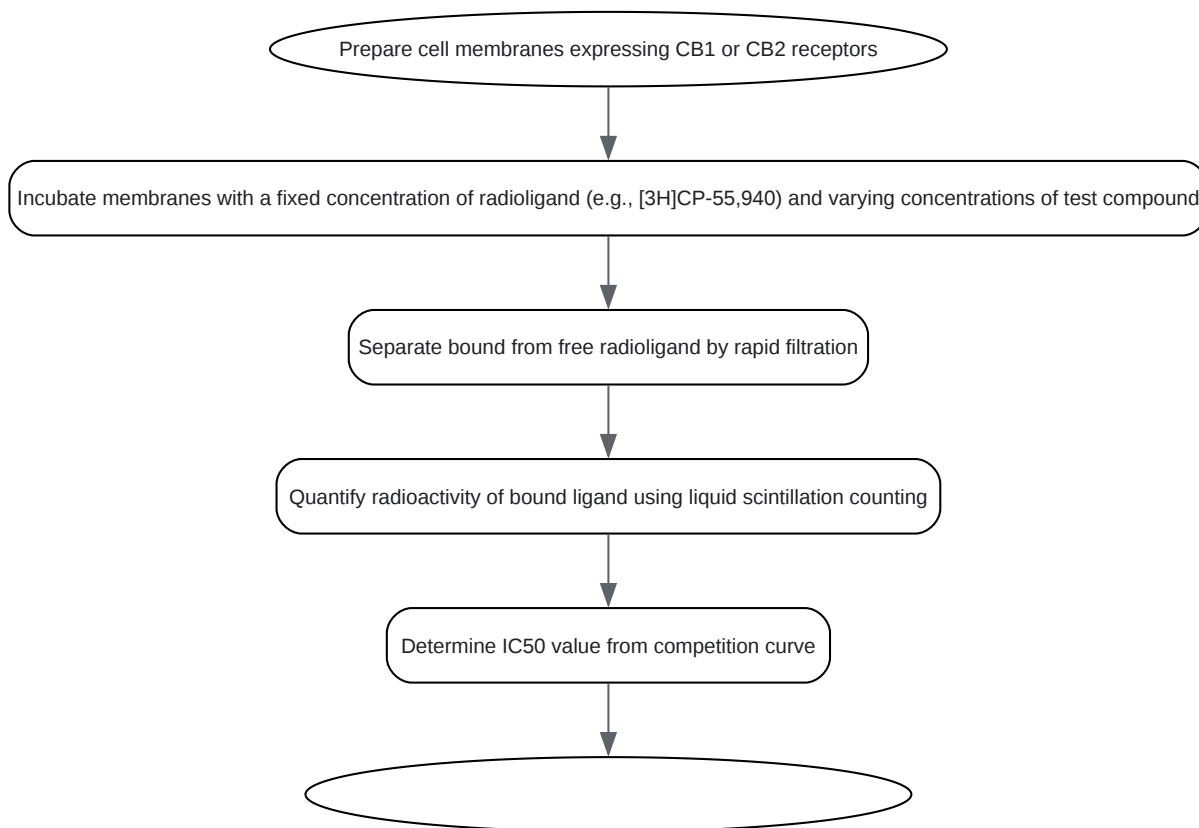 Prepare cell membranes expressing CB1 or CB2 receptors
Incubate membranes with a fixed concentration of radioligand (e.g., [3H]CP-55,940) and varying concentrations of test compound
Separate bound from free radioligand by rapid filtration
Quantify radioactivity of bound ligand using liquid scintillation counting
Determine IC50 value from competition curve